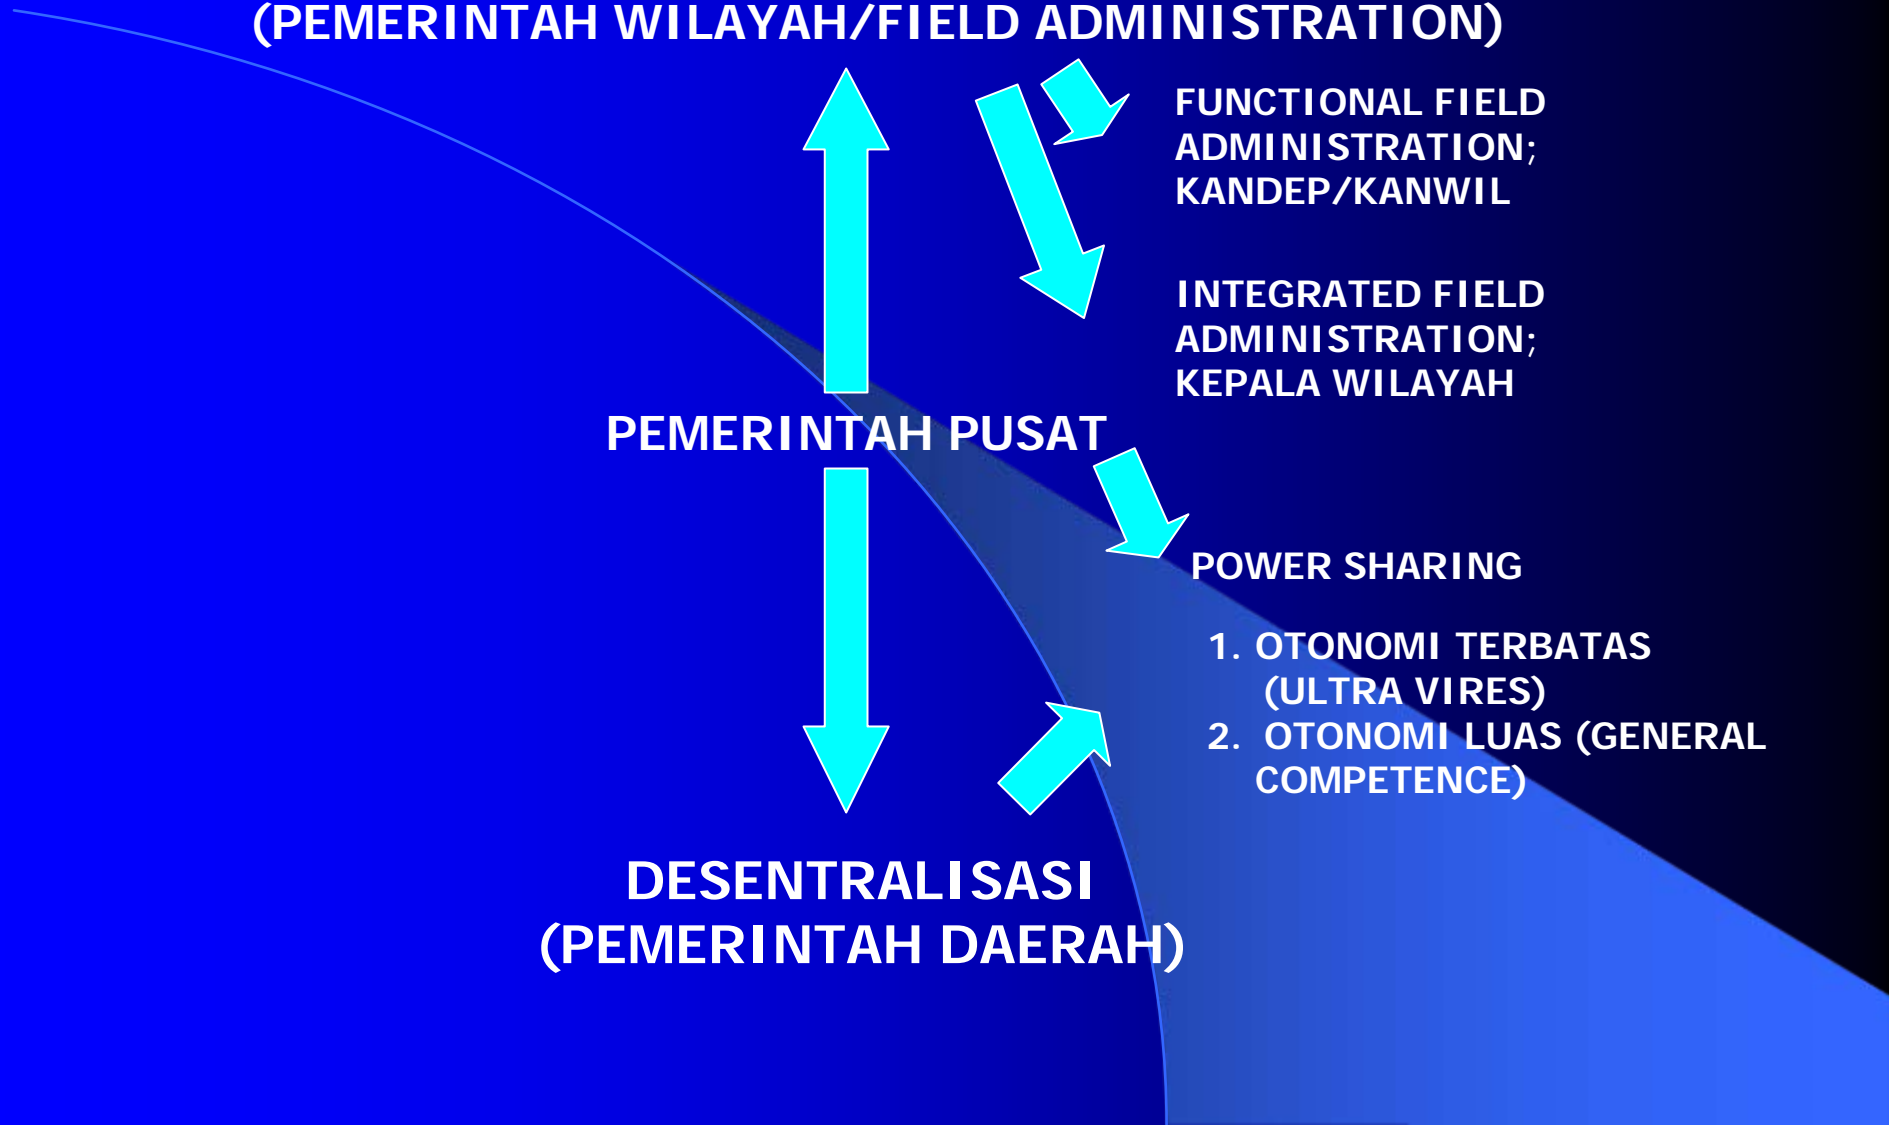 (PEMERINTAH WILAYAH/FIELD ADMINISTRATION)
FUNCTIONAL FIELD
ADMINISTRATION;
KANDEP/KANWIL
INTEGRATED FIELD
ADMINISTRATION;
KEPALA WILAYAH
PEMERINTAH PUSAT
POWER SHARING
1. OTONOMI TERBATAS
(ULTRA VIRES)
2. OTONOMI LUAS (GENERAL
COMPETENCE)
DESENTRALISASI
(PEMERINTAH DAERAH)